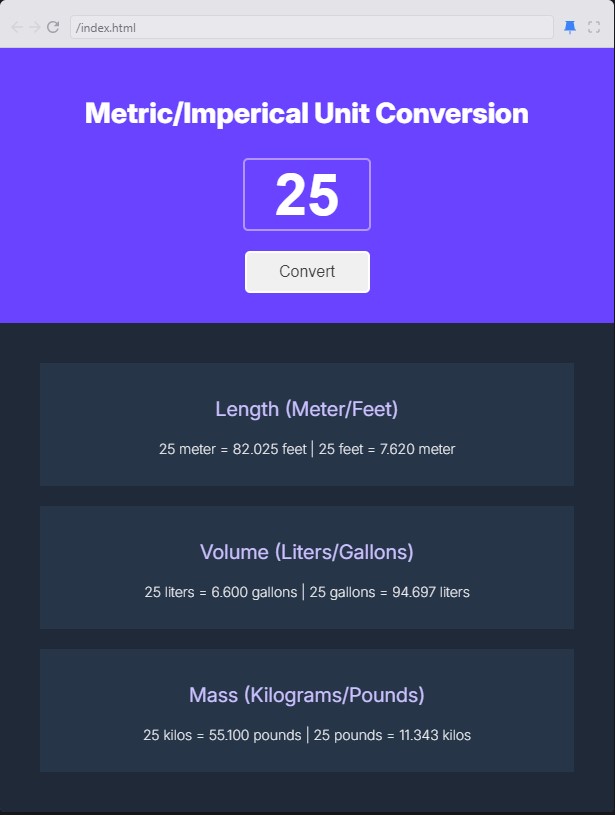 /index.html
Metric/Imperical Unit Conversion
25
Convert
Length (Meter/Feet)
25 meter = 82.025 feet | 25 feet = 7.620 meter
Volume (Liters/Gallons)
25 liters = 6.600 gallons | 25 gallons = 94.697 liters
Mass (Kilograms/Pounds)
25 kilos = 55.100 pounds | 25 pounds = 11.343 kilos